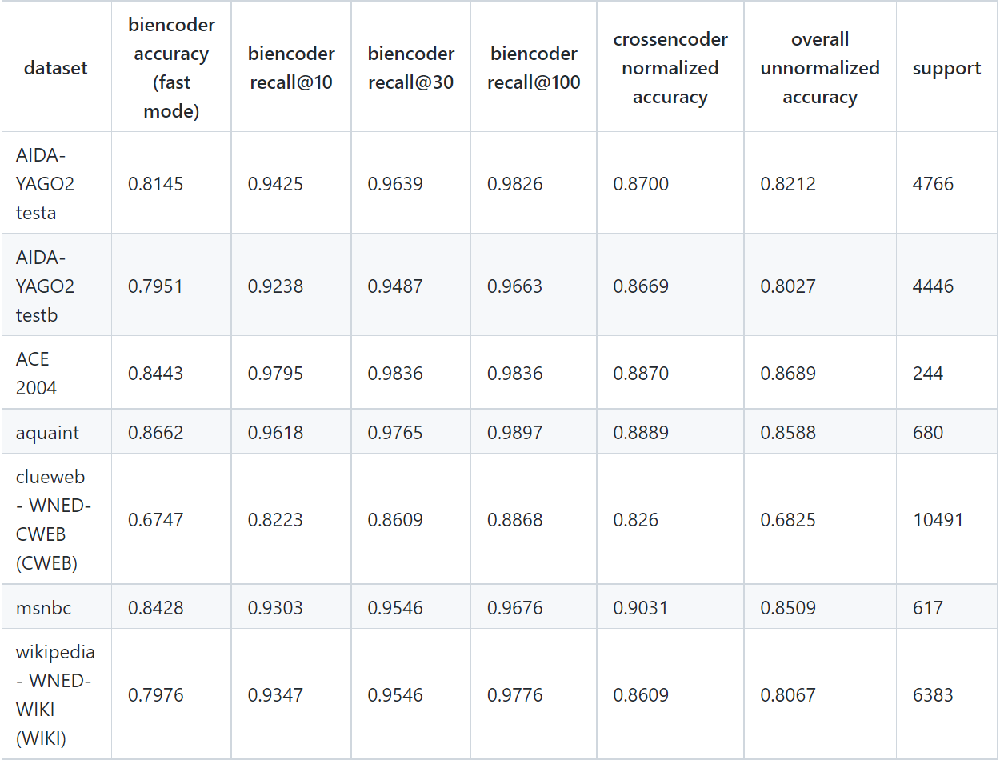 dataset
biencoder
accuracy
(fast
mode)
biencoder
recall@10
biencoder
recall@30
biencoder
recall@100
crossencoder
normalized
accuracy
overall
unnormalized
accuracy
support
AIDA-
YAGO2
testa
0.8145
0.9425
0.9639
0.9826
0.8700
0.8212
4766
AIDA-
YAGO2
testb
0.7951
0.9238
0.9487
0.9663
0.8669
0.8027
4446
ACE
2004
0.8443
0.9795
0.9836
0.9836
0.8870
0.8689
244
aquaint
0.8662
0.9618
0.9765
0.9897
0.8889
0.8588
680
clueweb
- WNED-
CWEB
(CWEB)
0.6747
0.8223
0.8609
0.8868
0.826
0.6825
10491
msnbc
0.8428
0.9303
0.9546
0.9676
0.9031
0.8509
617
wikipedia
- WNED-
WIKI
(WIKI)
0.7976
0.9347
0.9546
0.9776
0.8609
0.8067
6383